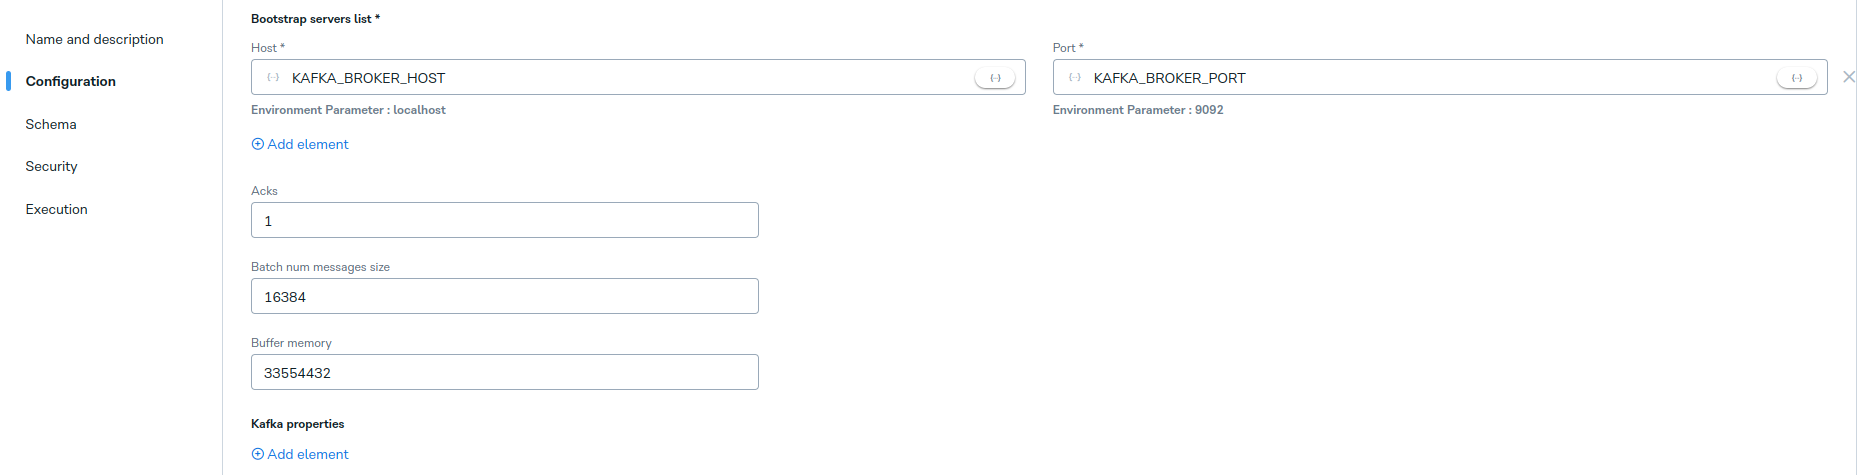 Name and description
Configuration
Schema
Security
Execution
Bootstrap servers list *
Host * Port *
KAFKA_BROKER_HOST KAFKA_BROKER_PORT
Environment Parameter : localhost Environment Parameter : 9092
Add element
Acks
1
Batch num messages size
16384
Buffer memory
33554432
Kafka properties
Add element